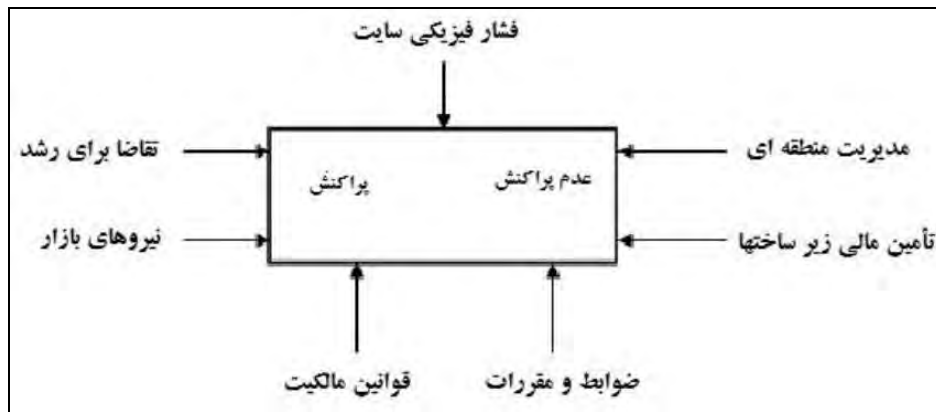 فشار فیزیکی سایت
مدیریت منطقه ای
تقاضا برای رشد
عدم پراکنش
پراکنش
تأمین مالی زیر ساختها
نیروهای بازار
ضوابط و مقررات
قوانین مالکیت